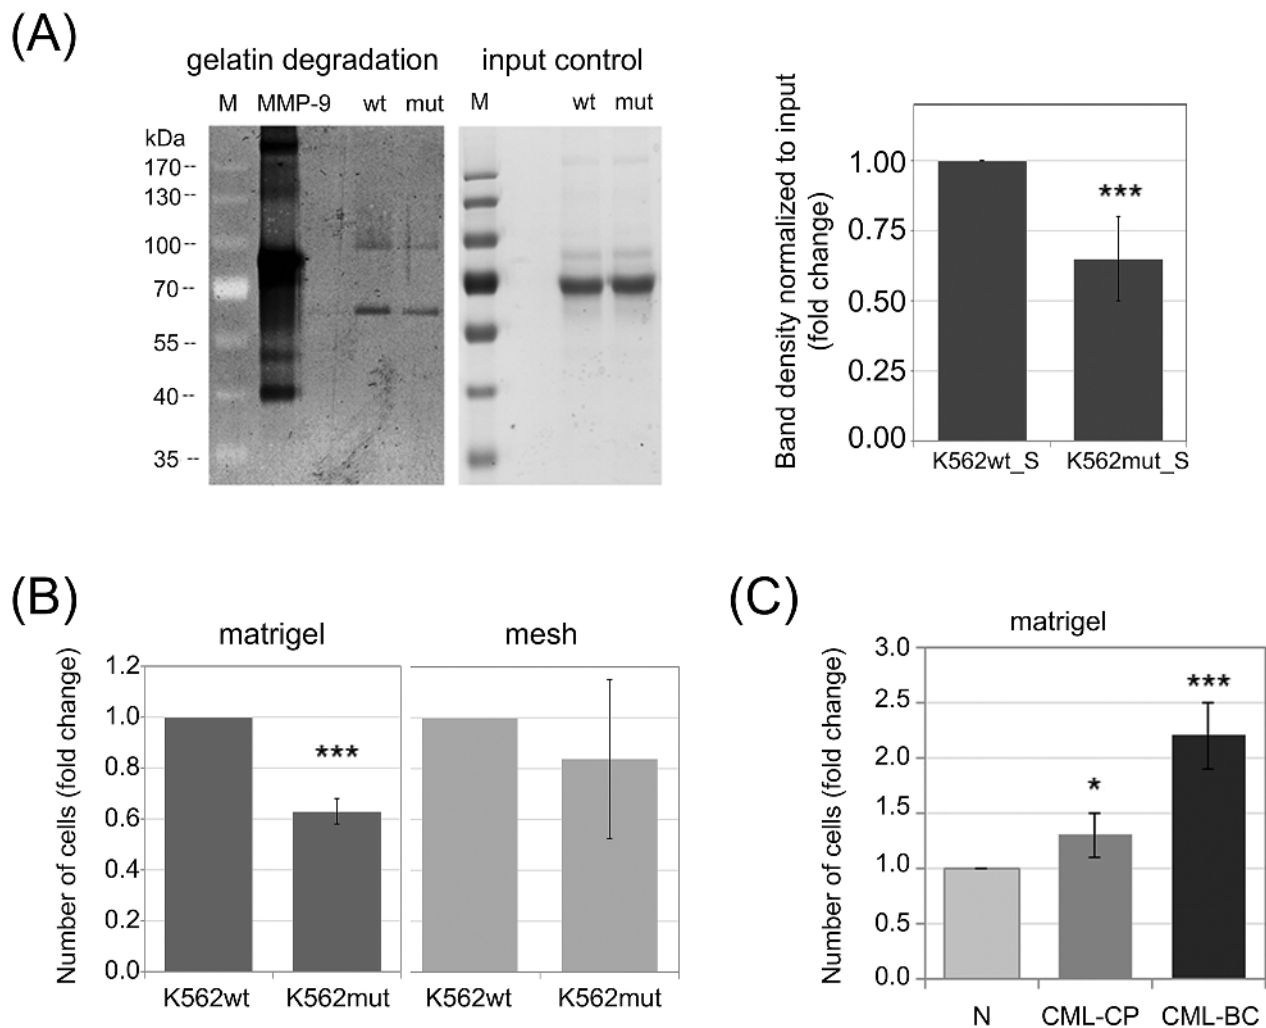 (A)
gelatin degradation
input control
M MMP-9 wt mut
M wt mut
kDa
170--
130--
100--
70--
55 --
40--
35 --
Band density normalized to input
(fold change)
1.00
0.75
0.50
0.25
0.00
***
K562wt_S K562mut_S
(B)
matrigel
mesh
Number of cells (fold change)
1.2
1.0
0.8
0.6
0.4
0.2
0.0
***
K562wt K562mut K562wt K562mut
(C)
matrigel
Number of cells (fold change)
3.0
2.5
2.0
1.5
1.0
0.5
0.0
*
***
N CML-CP CML-BC